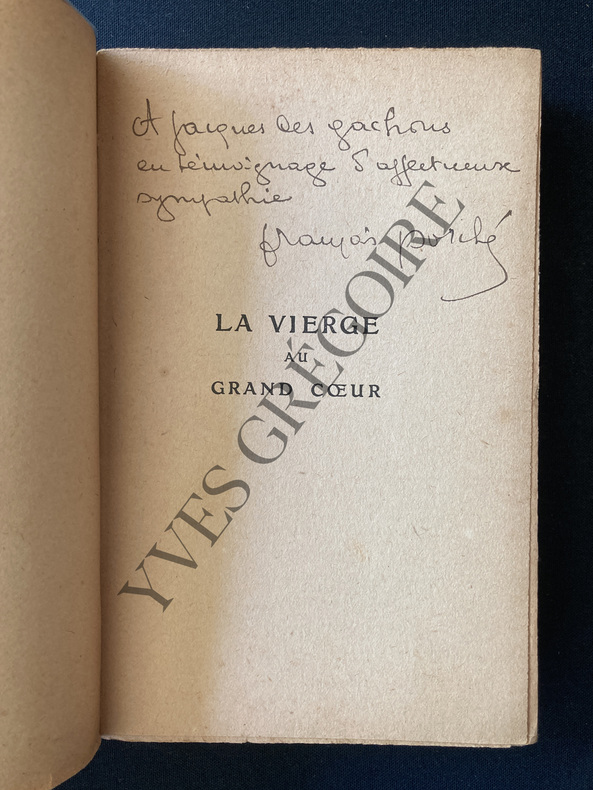 A Jacques des gachons
en témoignage d'affectueuse
sympathie
françois porché
LA VIERGE
AU
GRAND CŒUR
YVES GRÉGOIRE